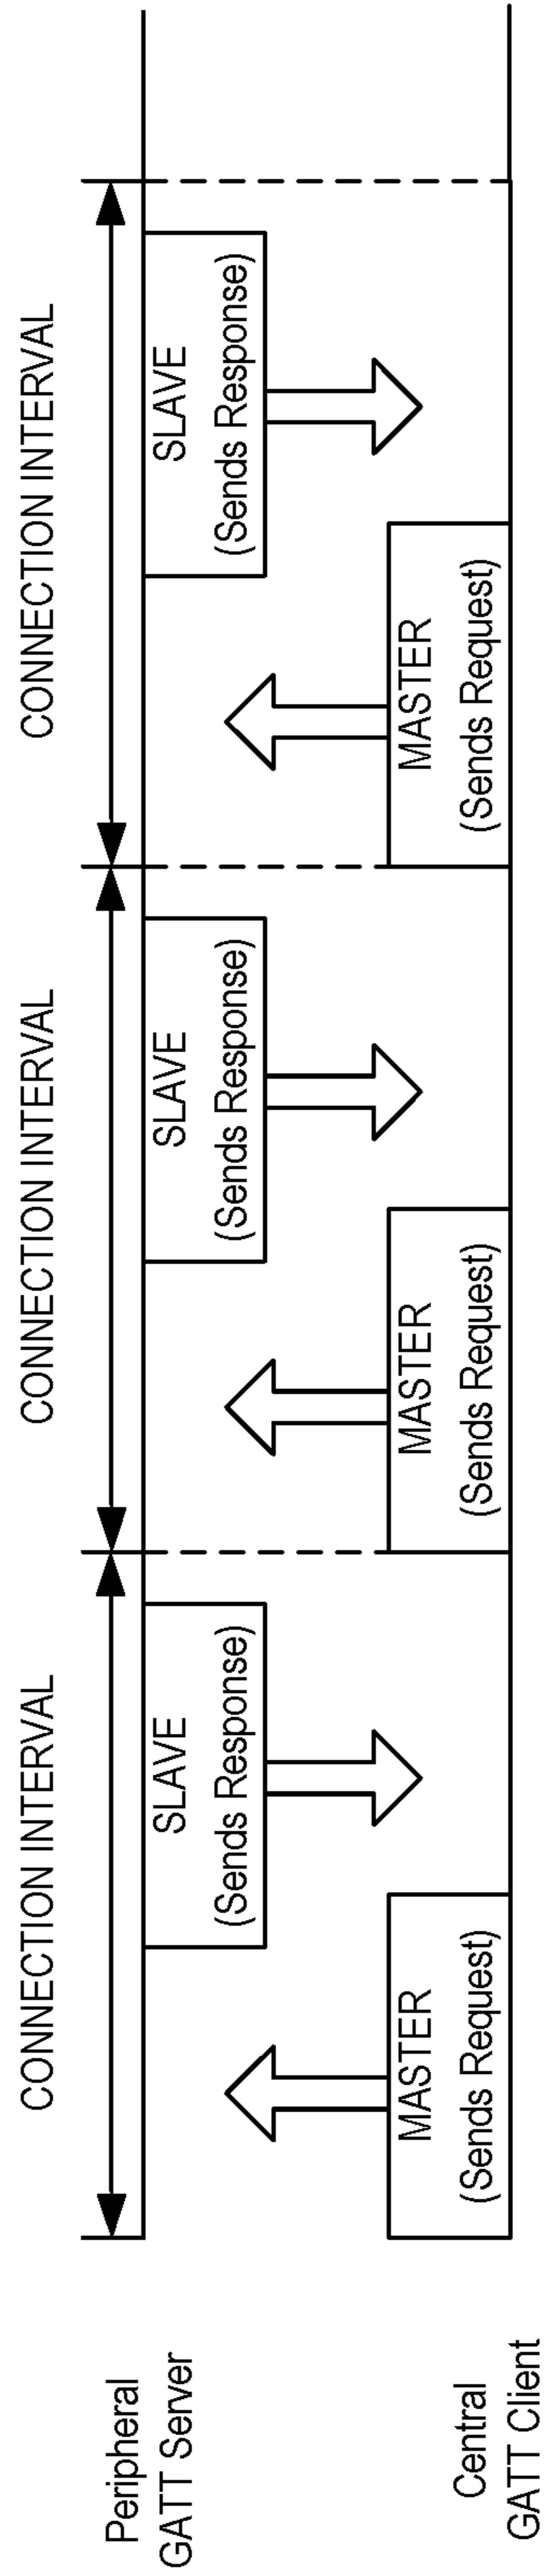 CONNECTION INTERVAL
CONNECTION INTERVAL
CONNECTION INTERVAL
Peripheral
GATT Server
SLAVE
(Sends Response)
SLAVE
(Sends Response)
SLAVE
(Sends Response)
Central
GATT Client
MASTER
(Sends Request)
MASTER
(Sends Request)
MASTER
(Sends Request)